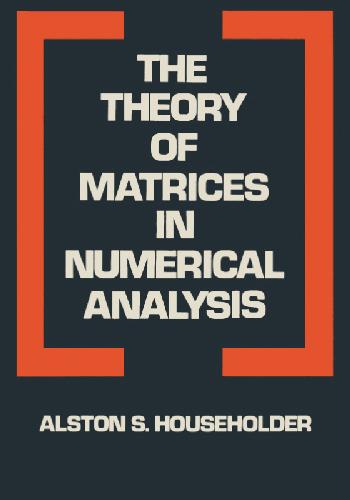 THE
THEORY
OF
MATRICES
IN
NUMERICAL
ANALYSIS
ALSTON S. HOUSEHOLDER